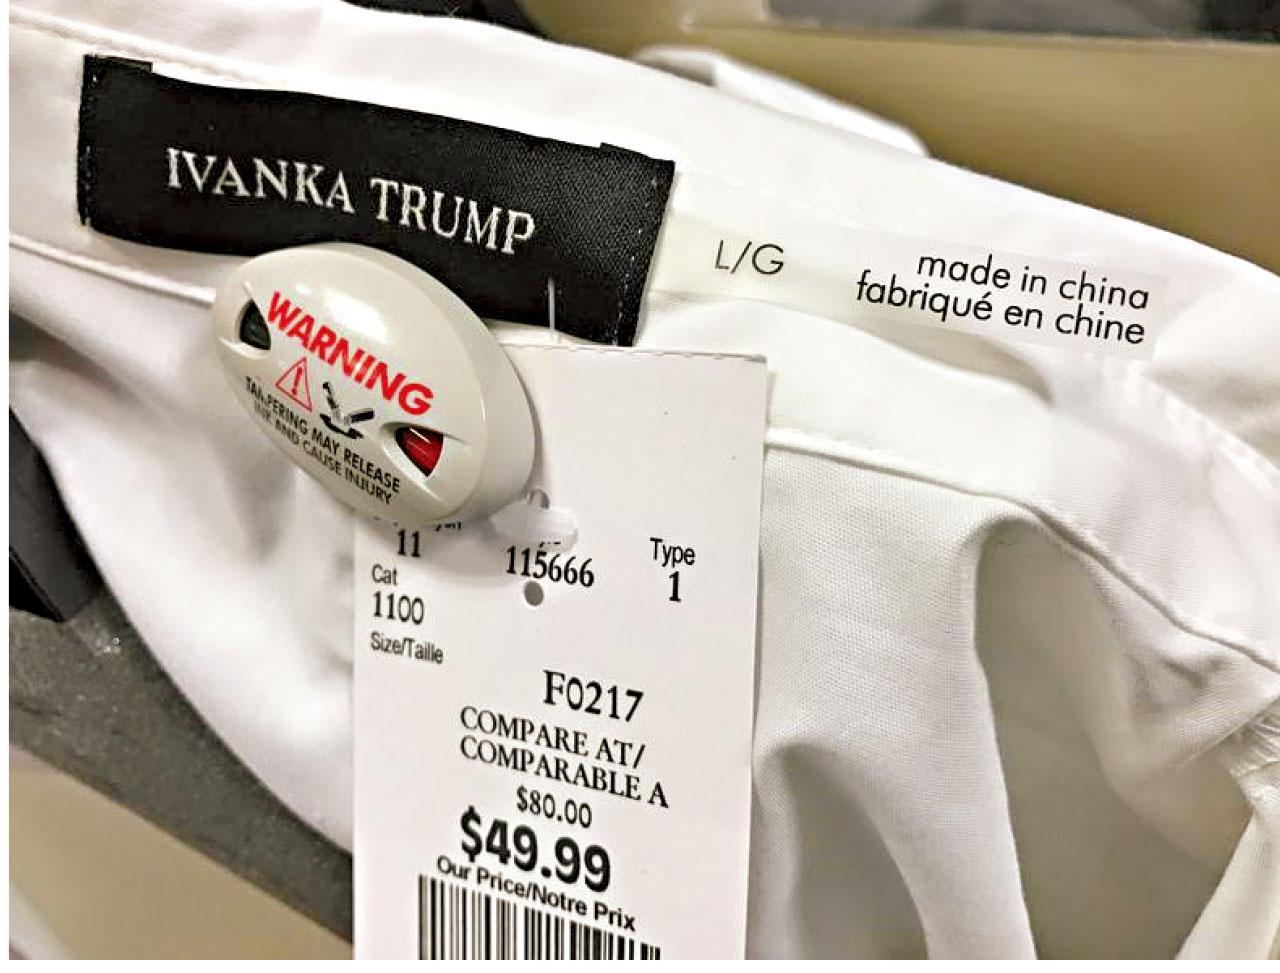 IVANKA TRUMP
L/G
made in china
fabriqué en chine
WARNING
TAMPERING MAY RELEASE
INK AND CAUSE INJURY
11
115666
Type
1
Cat
1100
Size/Taille
F0217
COMPARE AT/
COMPARABLE A
$80.00
$49.99
Our Price/Notre Prix